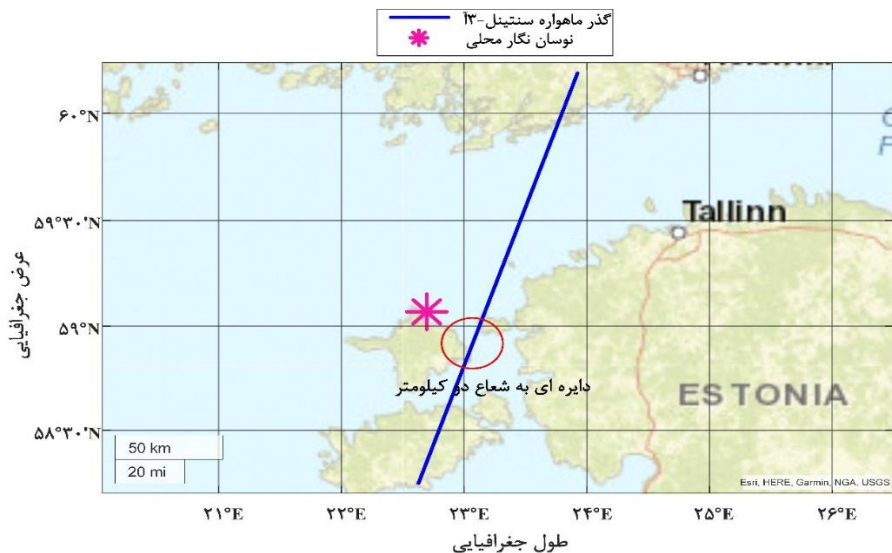 گذر ماهواره سنتینل-۳آ
نوسان نگار محلی
۶۰°N
۵۹°۳۰'N
۵۹°N
۵۸°۳۰'N
عرض جغرافیایی
Tallinn
ESTONIA
دایره ای به شعاع دو کیلومتر
50 km
20 mi
Esri, HERE, Garmin, NGA, USGS
۲۱°E
۲۲°E
۲۳°E
۲۴°E
۲۵°E
۲۶°E
طول جغرافیایی